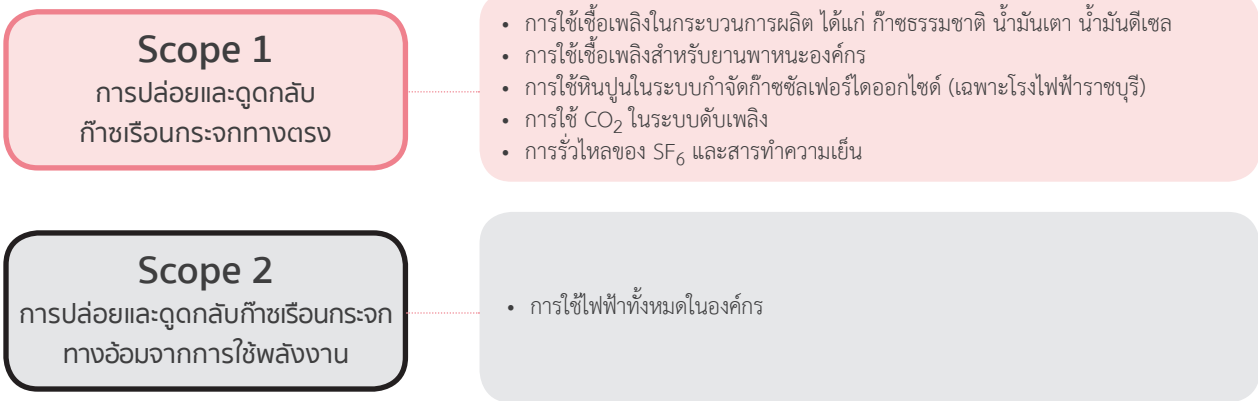 Scope 1
การปล่อยและดูดกลับ
ก๊าซเรือนกระจกทางตรง
• การใช้เชื้อเพลิงในกระบวนการผลิต ได้แก่ ก๊าซธรรมชาติ น้ำมันเตา น้ำมันดีเซล
• การใช้เชื้อเพลิงสำหรับยานพาหนะองค์กร
• การใช้หินปูนในระบบกำจัดก๊าซซัลเฟอร์ไดออกไซด์ (เฉพาะโรงไฟฟ้าราชบุรี)
• การใช้ CO₂ ในระบบดับเพลิง
• การรั่วไหลของ SF₆ และสารทำความเย็น
Scope 2
การปล่อยและดูดกลับก๊าซเรือนกระจก
ทางอ้อมจากการใช้พลังงาน
• การใช้ไฟฟ้าทั้งหมดในองค์กร